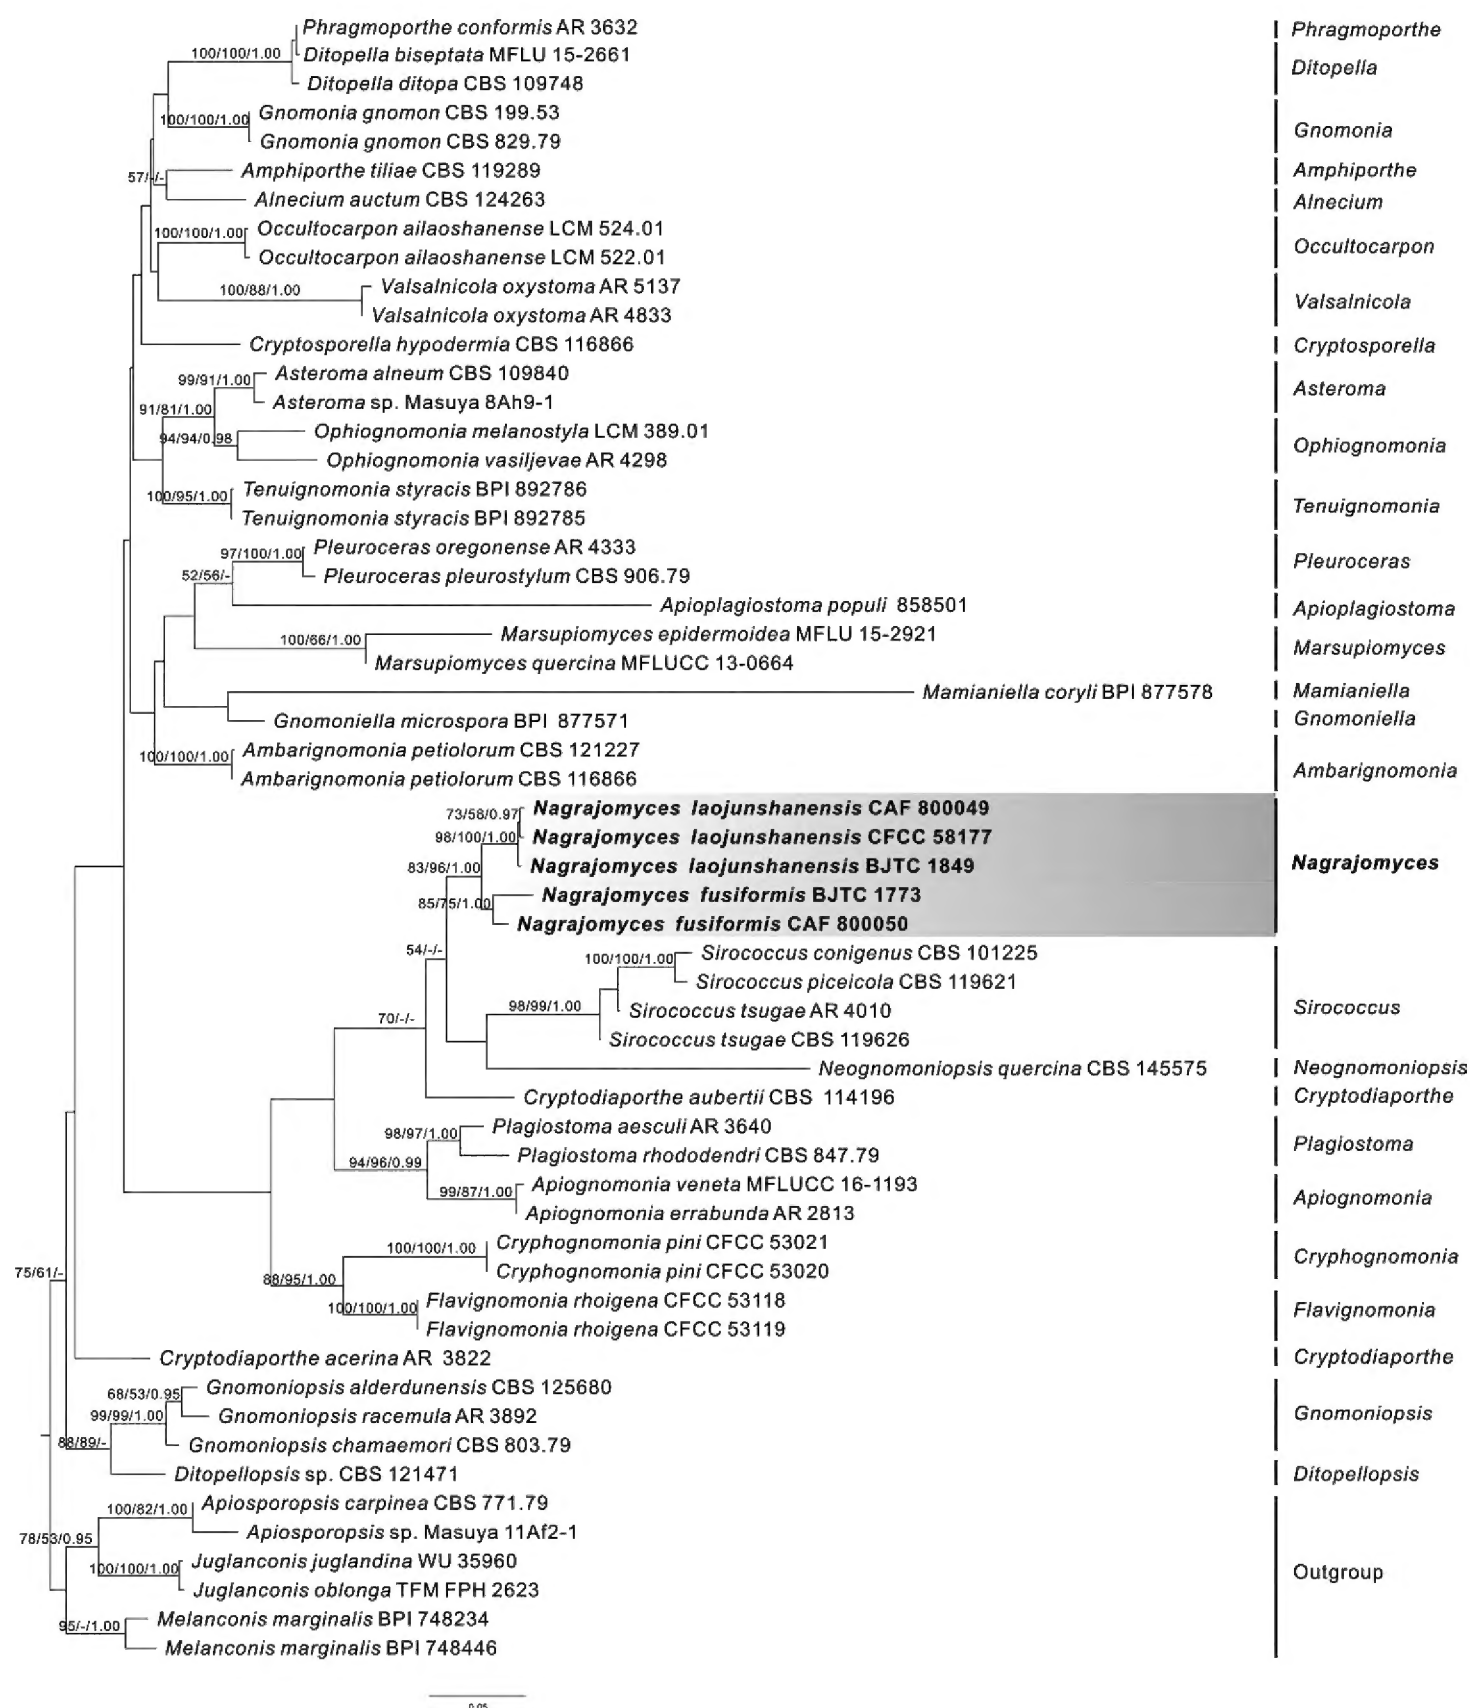 Phragmoporthe conformis AR 3632
Phragmoporthe
100/100/1.00
Ditopella biseptata MFLU 15-2661
Ditopella
Ditopella ditopa CBS 109748
Gnomonia gnomon CBS 199.53
100/100/1.00
Gnomonia
Gnomonia gnomon CBS 829.79
Amphiporthe tiliae CBS 119289
Amphiporthe
57/-/-
Alnecium auctum CBS 124263
Alnecium
Occultocarpon ailaoshanense LCM 524.01
100/100/1.00
Occultocarpon
Occultocarpon ailaoshanense LCM 522.01
Valsalnicola oxystoma AR 5137
100/88/1.00
Valsalnicola
Valsalnicola oxystoma AR 4833
Cryptosporella hypodermia CBS 116866
Cryptosporella
Asteroma alneum CBS 109840
99/91/1.00
Asteroma
Asteroma sp. Masuya 8Ah9-1
91/81/1.00
Ophiognomonia melanostyla LCM 389.01
94/94/0.98
Ophiognomonia
Ophiognomonia vasiljevae AR 4298
Tenuignomonia styracis BPI 892786
100/95/1.00
Tenuignomonia
Tenuignomonia styracis BPI 892785
Pleuroceras oregonense AR 4333
97/100/1.00
Pleuroceras
Pleuroceras pleurostylum CBS 906.79
52/56/-
Apioplagiostoma populi 858501
Apioplagiostoma
Marsupiomyces epidermoidea MFLU 15-2921
100/66/1.00
Marsupiomyces
Marsupiomyces quercina MFLUCC 13-0664
Mamianiella coryli BPI 877578
Mamianiella
Gnomoniella microspora BPI 877571
Gnomoniella
Ambarignomonia petiolorum CBS 121227
100/100/1.00
Ambarignomonia
Ambarignomonia petiolorum CBS 116866
Nagrajomyces laojunshanensis CAF 800049
73/58/0.97
Nagrajomyces laojunshanensis CFCC 58177
98/100/1.00
Nagrajomyces laojunshanensis BJTC 1849
Nagrajomyces
83/96/1.00
Nagrajomyces fusiformis BJTC 1773
85/75/1.00
Nagrajomyces fusiformis CAF 800050
54/-/-
Sirococcus conigenus CBS 101225
100/100/1.00
Sirococcus piceicola CBS 119621
98/99/1.00
Sirococcus tsugae AR 4010
Sirococcus
70/-/-
Sirococcus tsugae CBS 119626
Neognomoniopsis quercina CBS 145575
Neognomoniopsis
Cryptodiaporthe aubertii CBS 114196
Cryptodiaporthe
Plagiostoma aesculi AR 3640
98/97/1.00
Plagiostoma
Plagiostoma rhododendri CBS 847.79
94/96/0.99
Apiognomonia veneta MFLUCC 16-1193
99/87/1.00
Apiognomonia
Apiognomonia errabunda AR 2813
Cryphognomonia pini CFCC 53021
100/100/1.00
Cryphognomonia
Cryphognomonia pini CFCC 53020
75/61/-
88/95/1.00
Flavignomonia rhoigena CFCC 53118
100/100/1.00
Flavignomonia
Flavignomonia rhoigena CFCC 53119
Cryptodiaporthe acerina AR 3822
Cryptodiaporthe
Gnomoniopsis alderdunensis CBS 125680
68/53/0.95
Gnomoniopsis racemula AR 3892
99/99/1.00
Gnomoniopsis
Gnomoniopsis chamaemori CBS 803.79
88/89/-
Ditopellopsis sp. CBS 121471
Ditopellopsis
Apiosporopsis carpinea CBS 771.79
100/82/1.00
Apiosporopsis sp. Masuya 11Af2-1
78/53/0.95
Juglanconis juglandina WU 35960
100/100/1.00
Outgroup
Juglanconis oblonga TFM FPH 2623
Melanconis marginalis BPI 748234
95/-/1.00
Melanconis marginalis BPI 748446
0.05